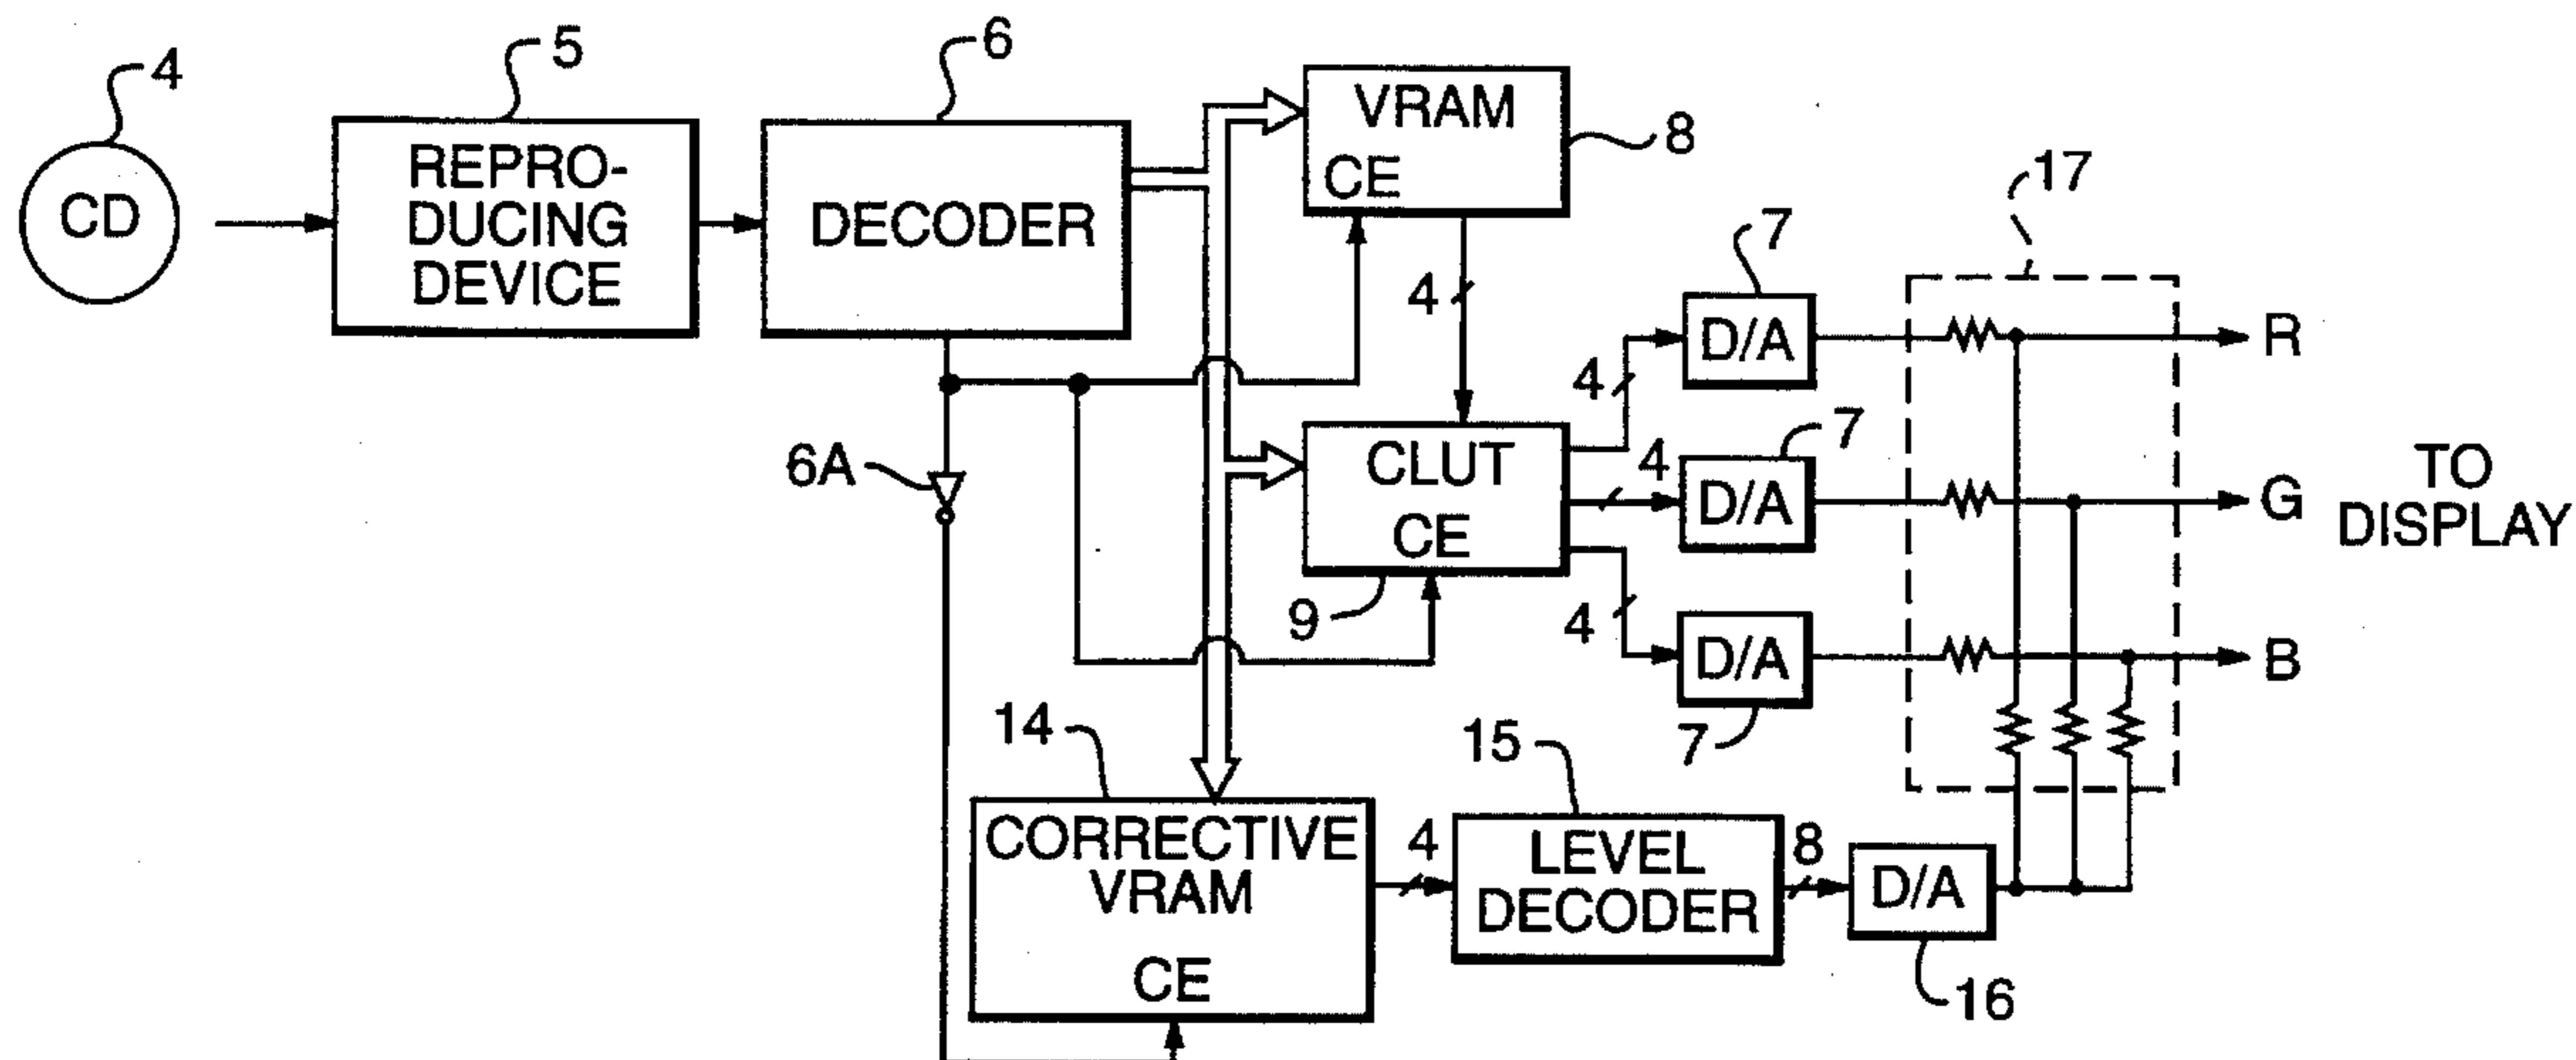 4
5
6
CD
REPRO-
DUCING
DEVICE
DECODER
VRAM
CE
8
4
6A
CLUT
CE
9
4
4
4
7
D/A
7
D/A
D/A
7
17
R
G
B
TO
DISPLAY
14
CORRECTIVE
VRAM
CE
4
15
LEVEL
DECODER
8
D/A
16